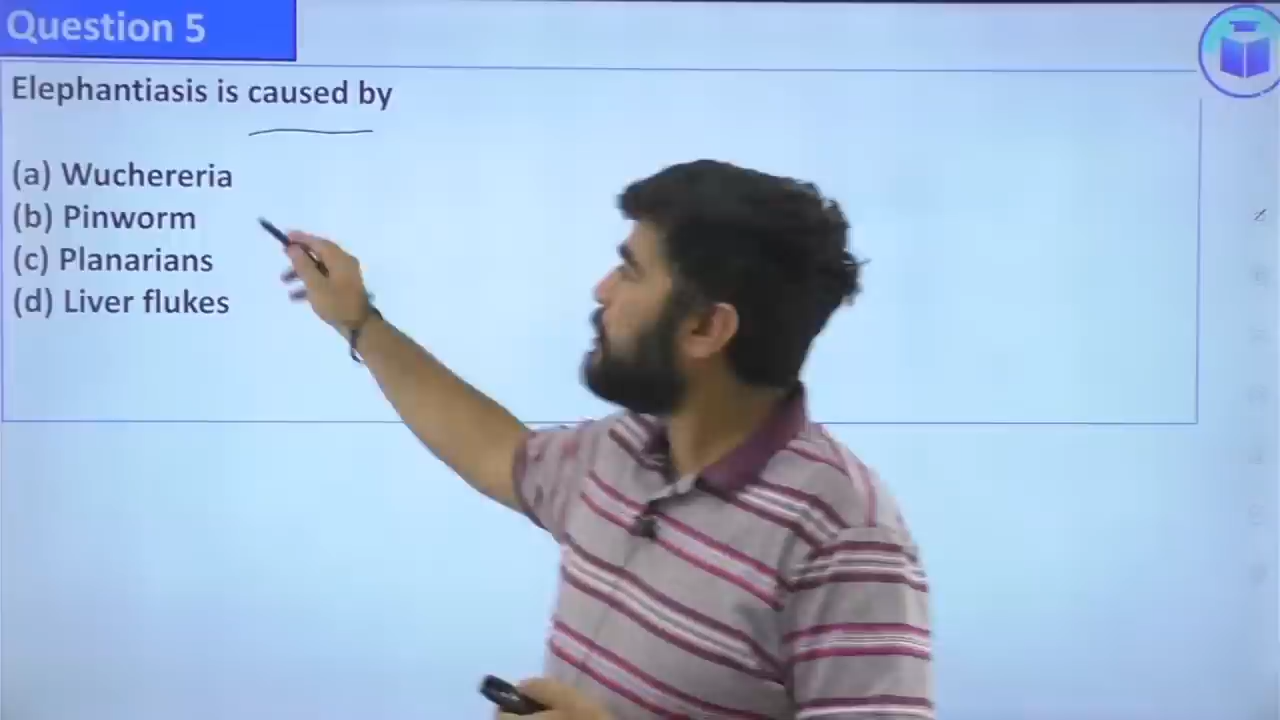 Question 5
Elephantiasis is caused by
(a) Wuchereria
(b) Pinworm
(c) Planarians
(d) Liver flukes